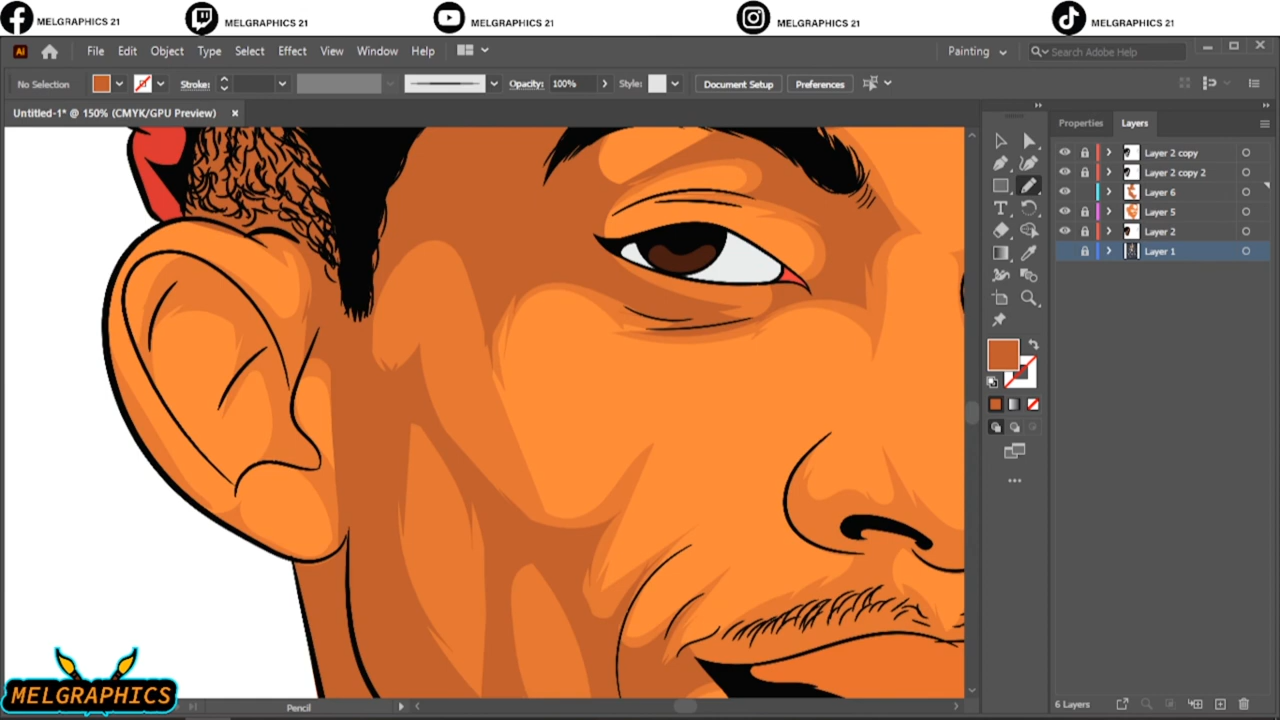 MELGRAPHICS 21 MELGRAPHICS 21 MELGRAPHICS 21 MELGRAPHICS 21 MELGRAPHICS 21
Ai File Edit Object Type Select Effect View Window Help Painting Search Adobe Help
No Selection Stroke: Opacity: 100% Style: Document Setup Preferences
Untitled-1* @ 150% (CMYK/GPU Preview) Properties Layers
Layer 2 copy
Layer 2 copy 2
Layer 6
Layer 5
Layer 2
Layer 1
MELGRAPHICS
Pencil 6 Layers